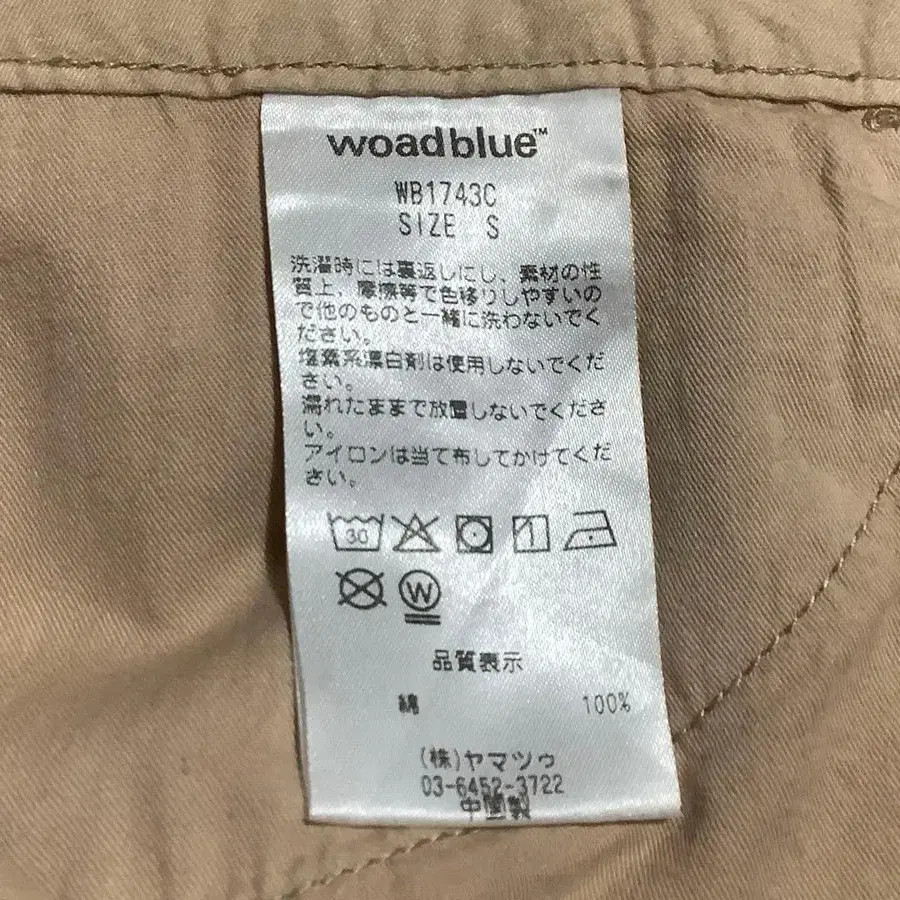 woadblue™
WB1743C
SIZE S
洗濯時には裏返しにし、素材の性
質上、摩擦等で色移りしやすいの
で他のものと一緒に洗わないでく
ださい。
塩素系漂白剤は使用しないでくだ
さい。
濡れたままで放置しないでくださ
い。
アイロンは当て布してかけてくだ
さい。
30
W
品質表示
綿 100%
(株)ヤマツゥ
03-6452-3722
中国製